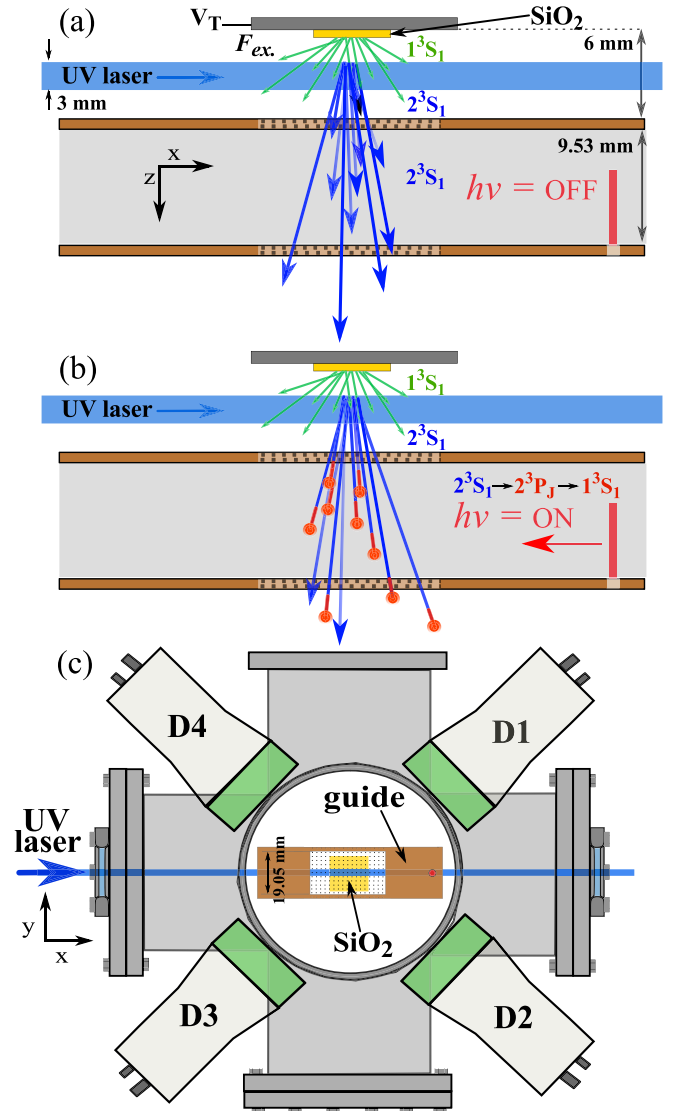 (a)
V_T
SiO₂
F_ex.
1³S₁
6 mm
UV laser
3 mm
2³S₁
9.53 mm
x
z
2³S₁
hν = OFF
(b)
1³S₁
UV laser
2³S₁
2³S₁→2³P_J→1³S₁
hν = ON
(c)
D4
D1
guide
UV
laser
19.05 mm
y
x
SiO₂
D3
D2